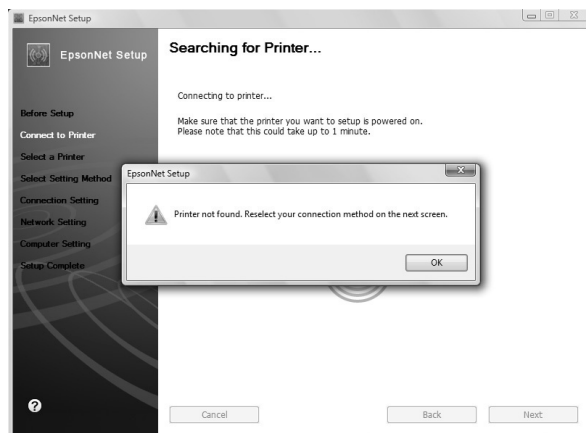 EpsonNet Setup
EpsonNet Setup
Before Setup
Connect to Printer
Select a Printer
Select Setting Method
Connection Setting
Network Setting
Computer Setting
Setup Complete
?
Searching for Printer...
Connecting to printer...
Make sure that the printer you want to setup is powered on.
Please note that this could take up to 1 minute.
EpsonNet Setup
Printer not found. Reselect your connection method on the next screen.
OK
Cancel
Back
Next